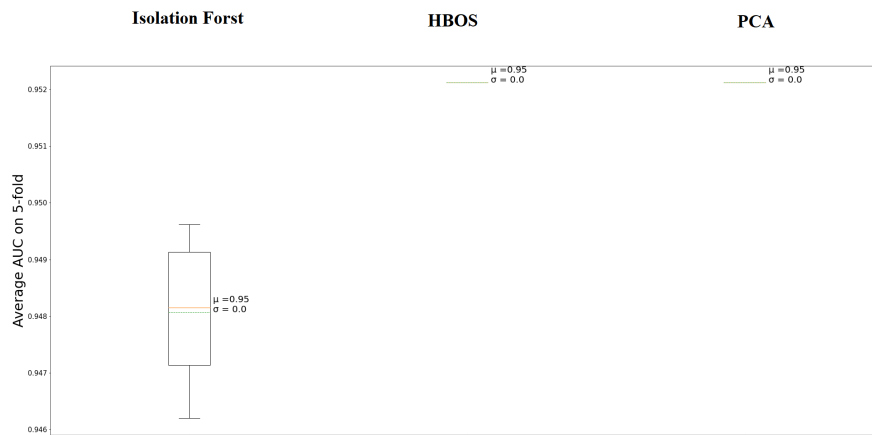 Isolation Forst
HBOS
PCA
μ =0.95
σ = 0.0
μ =0.95
σ = 0.0
0.952
0.951
0.950
0.949
0.948
0.947
0.946
Average AUC on 5-fold
μ =0.95
σ = 0.0